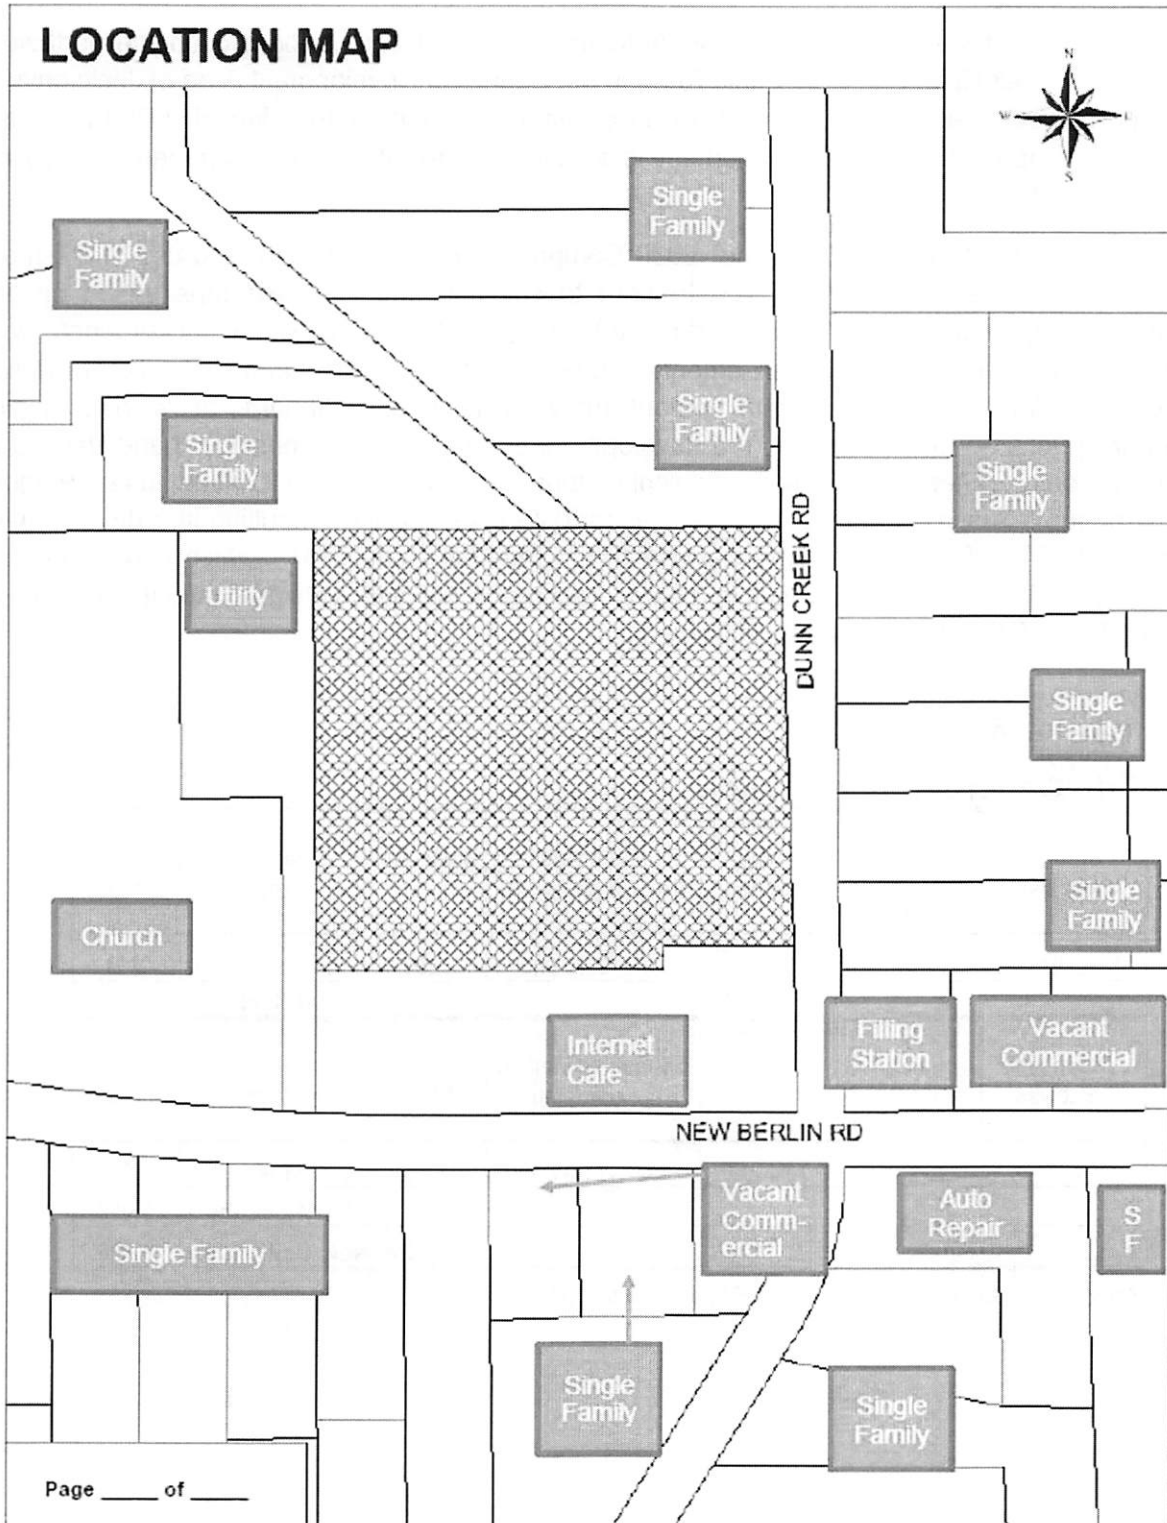 LOCATION MAP
N
W
E
S
Single
Family
Single
Family
Single
Family
Single
Family
Single
Family
Utility
DUNN CREEK RD
Single
Family
Single
Family
Church
Internet
Cafe
Filling
Station
Vacant
Commercial
NEW BERLIN RD
Vacant
Comm-
ercial
Auto
Repair
S
F
Single Family
Single
Family
Single
Family
Page ____ of ____